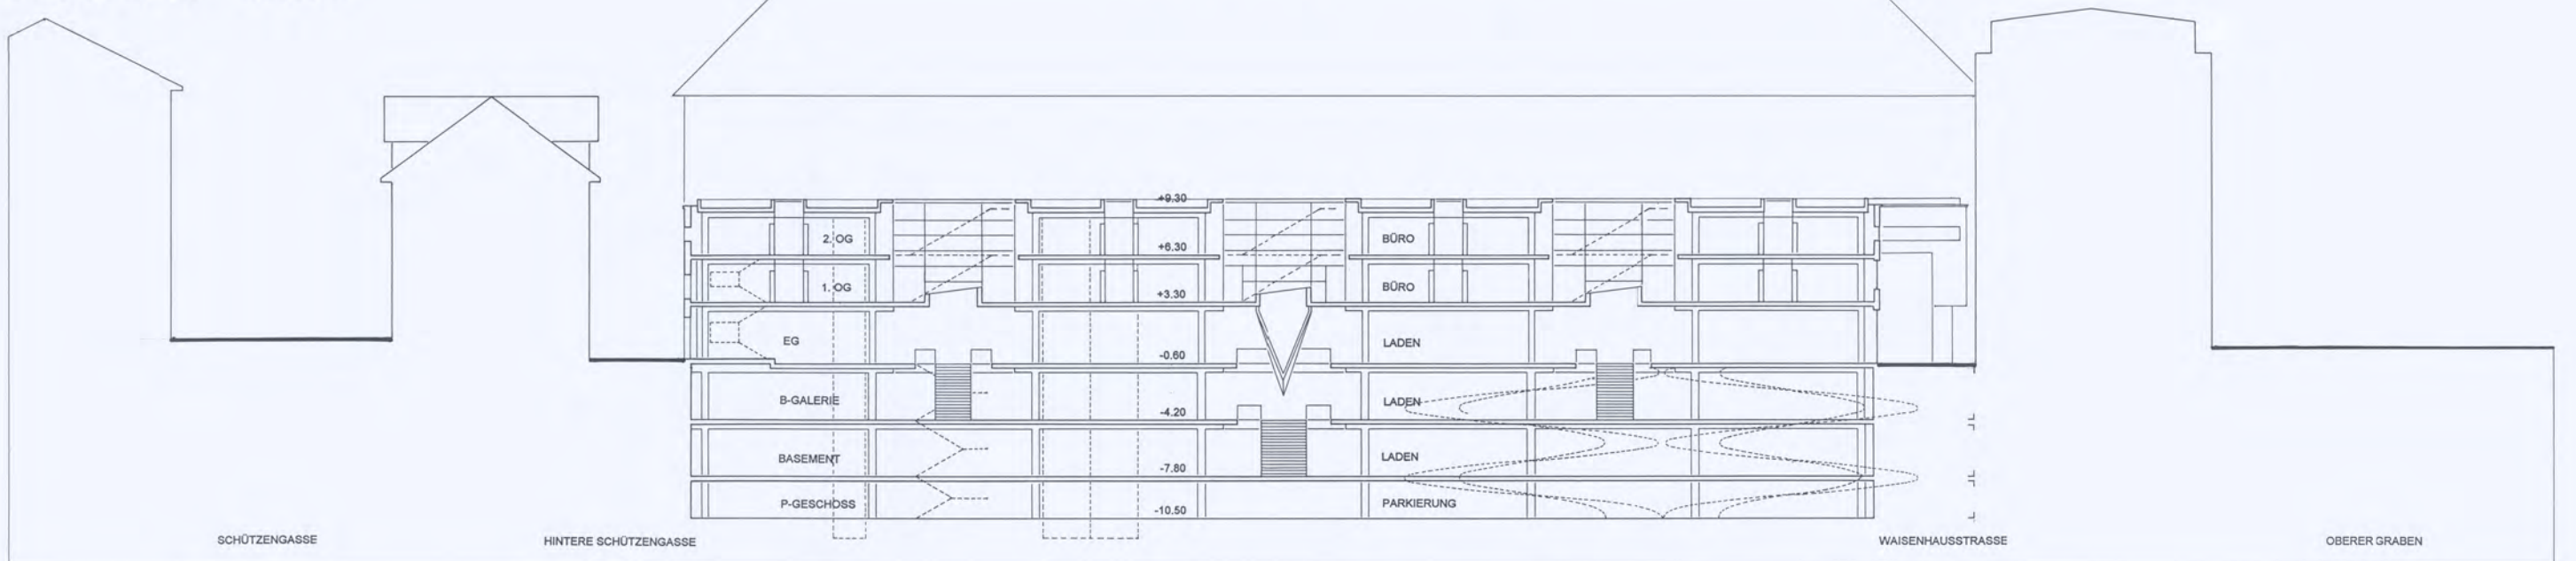 +9.30
2. OG
BÜRO
+6.30
1. OG
BÜRO
+3.30
EG
LADEN
-0.60
B-GALERIE
LADEN
-4.20
BASEMENT
LADEN
-7.80
P-GESCHOSS
PARKIERUNG
-10.50
SCHÜTZENGASSE
HINTERE SCHÜTZENGASSE
WAISENHAUSSTRASSE
OBERER GRABEN